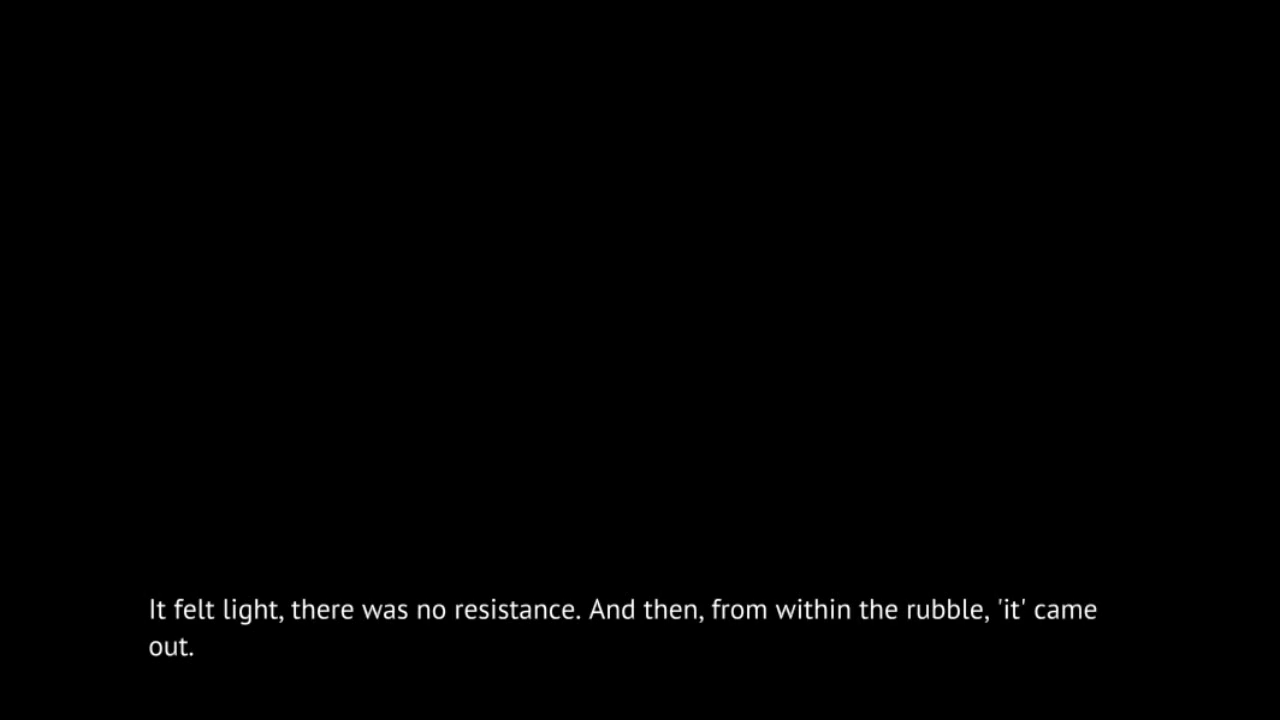 It felt light, there was no resistance. And then, from within the rubble, 'it' came
out.